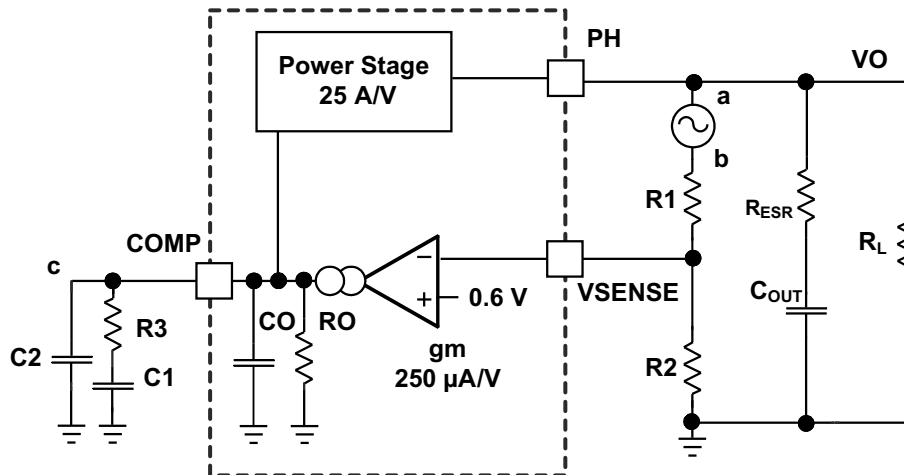 PH
VO
Power Stage
25 A/V
a
b
R1
RESR
RL
COMP
VSENSE
c
R3
CO
RO
0.6 V
COUT
C2
C1
gm
250 µA/V
R2
−
+